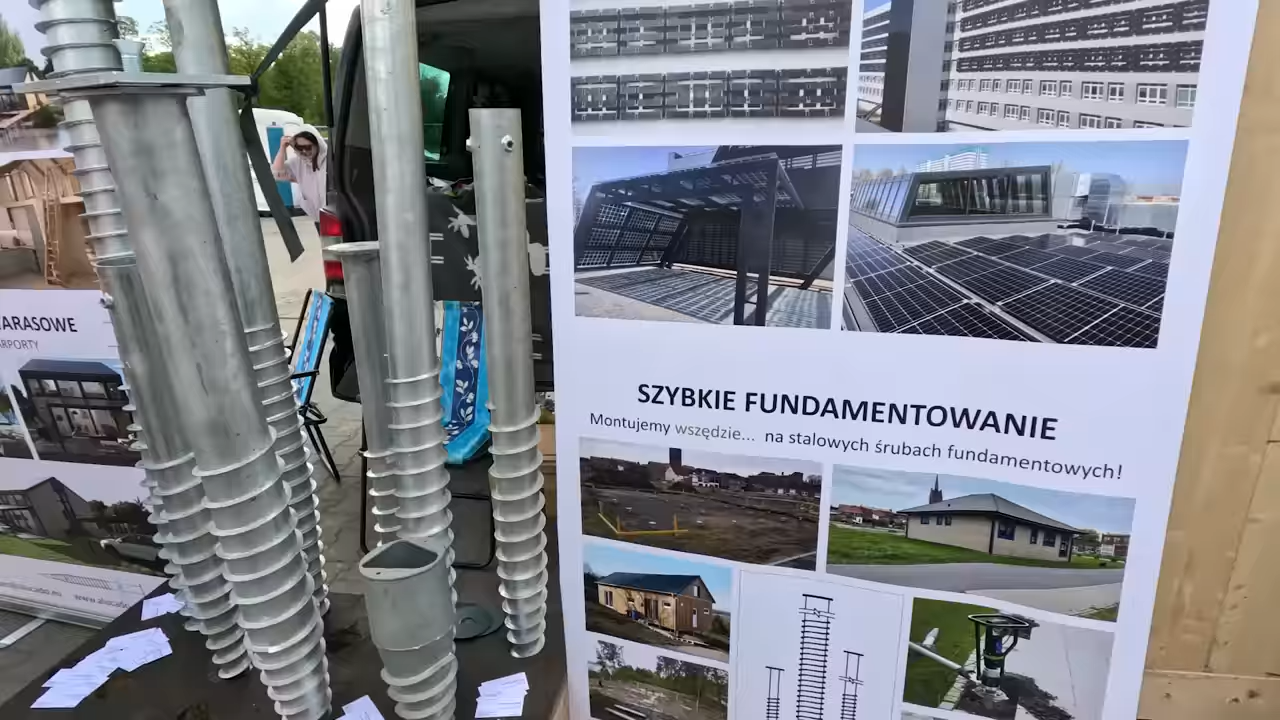 ARASOWE
ARPORTY
SZYBKIE FUNDAMENTOWANIE
Montujemy wszędzie... na stalowych śrubach fundamentowych!